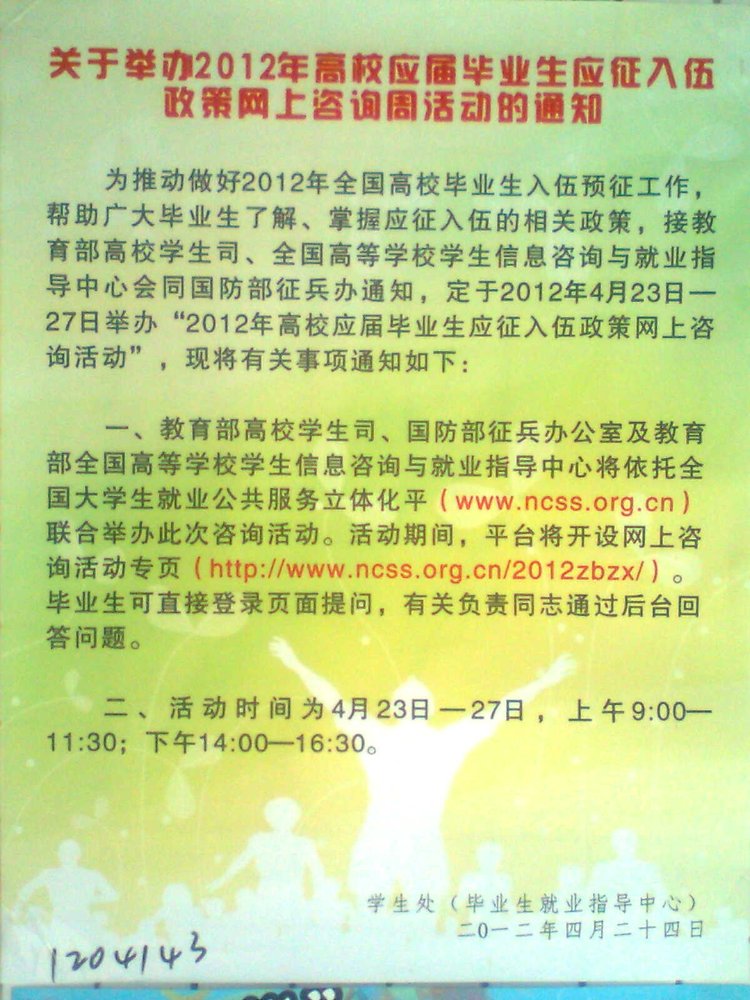 关于举办2012年高校应届毕业生应征入伍
政策网上咨询周活动的通知
为推动做好2012年全国高校毕业生入伍预征工作，
帮助广大毕业生了解、掌握应征入伍的相关政策，接教
育部高校学生司、全国高等学校学生信息咨询与就业指
导中心会同国防部征兵办通知，定于2012年4月23日—
27日举办“2012年高校应届毕业生应征入伍政策网上咨
询活动”，现将有关事项通知如下：
一、教育部高校学生司、国防部征兵办公室及教育
部全国高等学校学生信息咨询与就业指导中心将依托全
国大学生就业公共服务立体化平（www.ncss.org.cn）
联合举办此次咨询活动。活动期间，平台将开设网上咨
询活动专页（http://www.ncss.org.cn/2012zbzx/）。
毕业生可直接登录页面提问，有关负责同志通过后台回
答问题。
二、活动时间为4月23日—27日，上午9:00—
11:30；下午14:00—16:30。
学生处（毕业生就业指导中心）
二0一二年四月二十四日
1204143